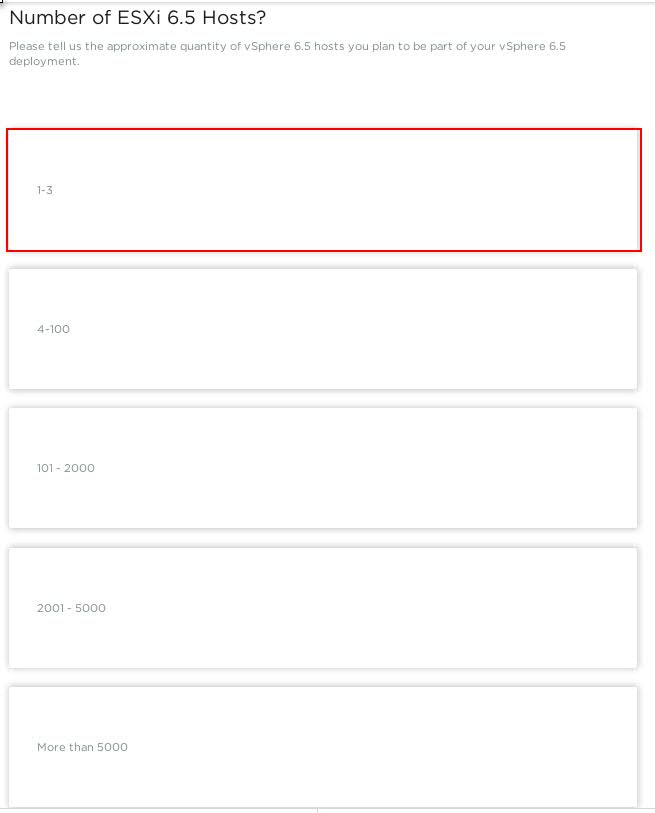 Number of ESXi 6.5 Hosts?
Please tell us the approximate quantity of vSphere 6.5 hosts you plan to be part of your vSphere 6.5
deployment.
1-3
4-100
101 - 2000
2001 - 5000
More than 5000